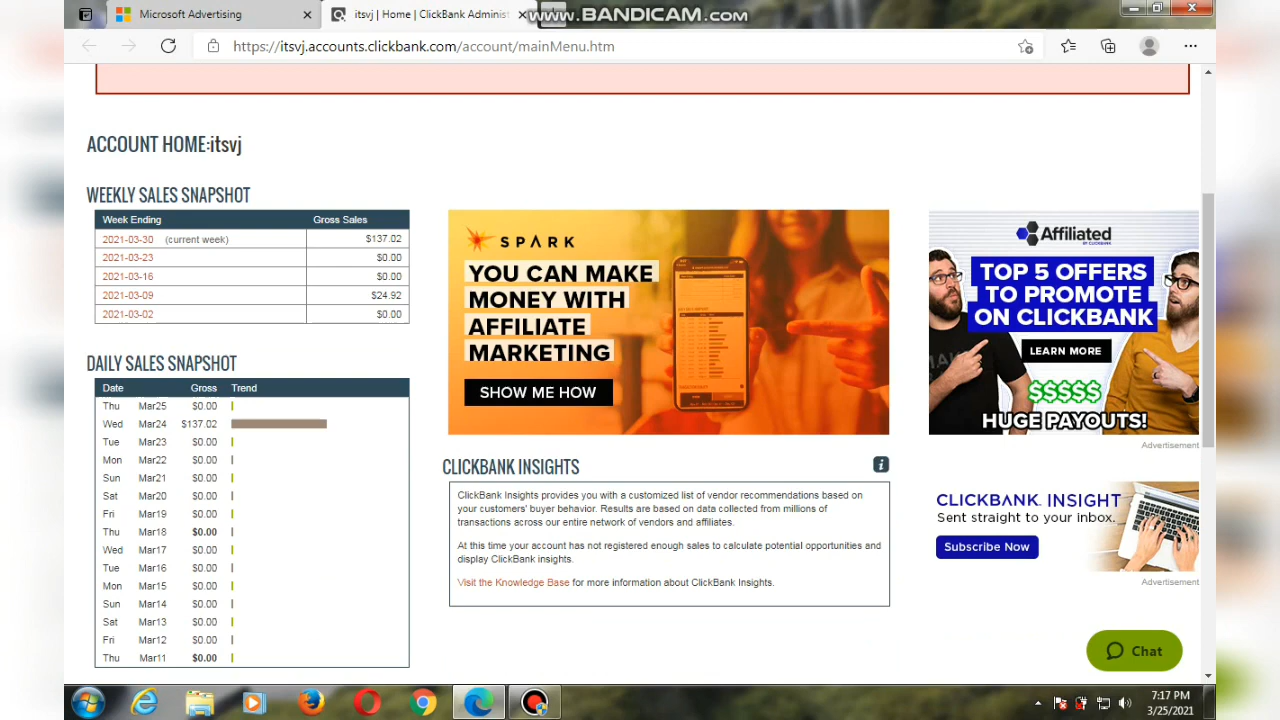 Microsoft Advertising
itsvj | Home | ClickBank Administ
www.BANDICAM.com
https://itsvj.accounts.clickbank.com/account/mainMenu.htm
ACCOUNT HOME:itsvj
WEEKLY SALES SNAPSHOT
Week Ending Gross Sales
2021-03-30 (current week) $137.02
2021-03-23 $0.00
2021-03-16 $0.00
2021-03-09 $24.92
2021-03-02 $0.00
DAILY SALES SNAPSHOT
Date Gross Trend
Thu Mar25 $0.00
Wed Mar24 $137.02
Tue Mar23 $0.00
Mon Mar22 $0.00
Sun Mar21 $0.00
Sat Mar20 $0.00
Fri Mar19 $0.00
Thu Mar18 $0.00
Wed Mar17 $0.00
Tue Mar16 $0.00
Mon Mar15 $0.00
Sun Mar14 $0.00
Sat Mar13 $0.00
Fri Mar12 $0.00
Thu Mar11 $0.00
SPARK
YOU CAN MAKE
MONEY WITH
AFFILIATE
MARKETING
SHOW ME HOW
CLICKBANK INSIGHTS
ClickBank Insights provides you with a customized list of vendor recommendations based on
your customers' buyer behavior. Results are based on data collected from millions of
transactions across our entire network of vendors and affiliates.
At this time your account has not registered enough sales to calculate potential opportunities and
display ClickBank insights.
Visit the Knowledge Base for more information about ClickBank Insights.
Affiliated
BY CLICKBANK
TOP 5 OFFERS
TO PROMOTE
ON CLICKBANK
LEARN MORE
$$$$$
HUGE PAYOUTS!
Advertisement
CLICKBANK INSIGHT
Sent straight to your inbox.
Subscribe Now
Advertisement
Chat
7:17 PM
3/25/2021